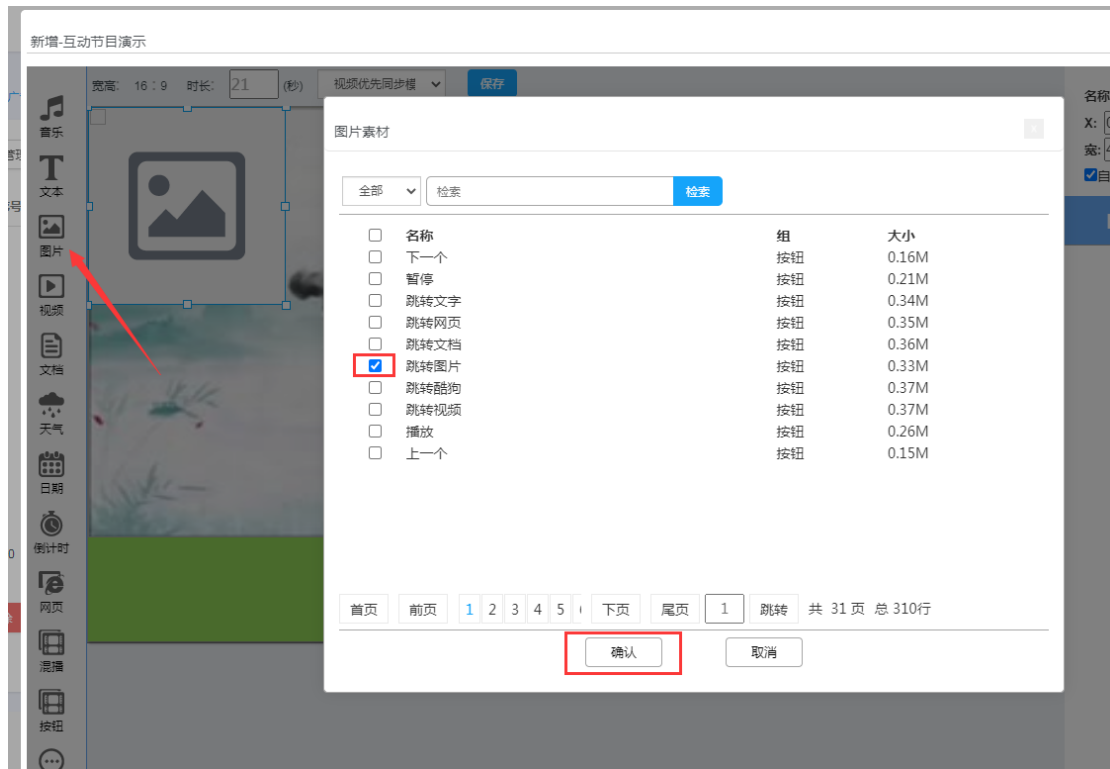 新增-互动节目演示
宽高: 16:9 时长: 21 (秒) 视频优先同步模 保存
音乐
文本
图片
视频
文档
天气
日期
倒计时
网页
混播
按钮
图片素材
x
全部 检索 检索
名称 组 大小
下一个 按钮 0.16M
暂停 按钮 0.21M
跳转文字 按钮 0.34M
跳转网页 按钮 0.35M
跳转文档 按钮 0.36M
跳转图片 按钮 0.33M
跳转酷狗 按钮 0.37M
跳转视频 按钮 0.37M
播放 按钮 0.26M
上一个 按钮 0.15M
首页 前页 1 2 3 4 5 下页 尾页 1 跳转 共 31 页 总 310行
确认 取消
名称
X:
宽:
自